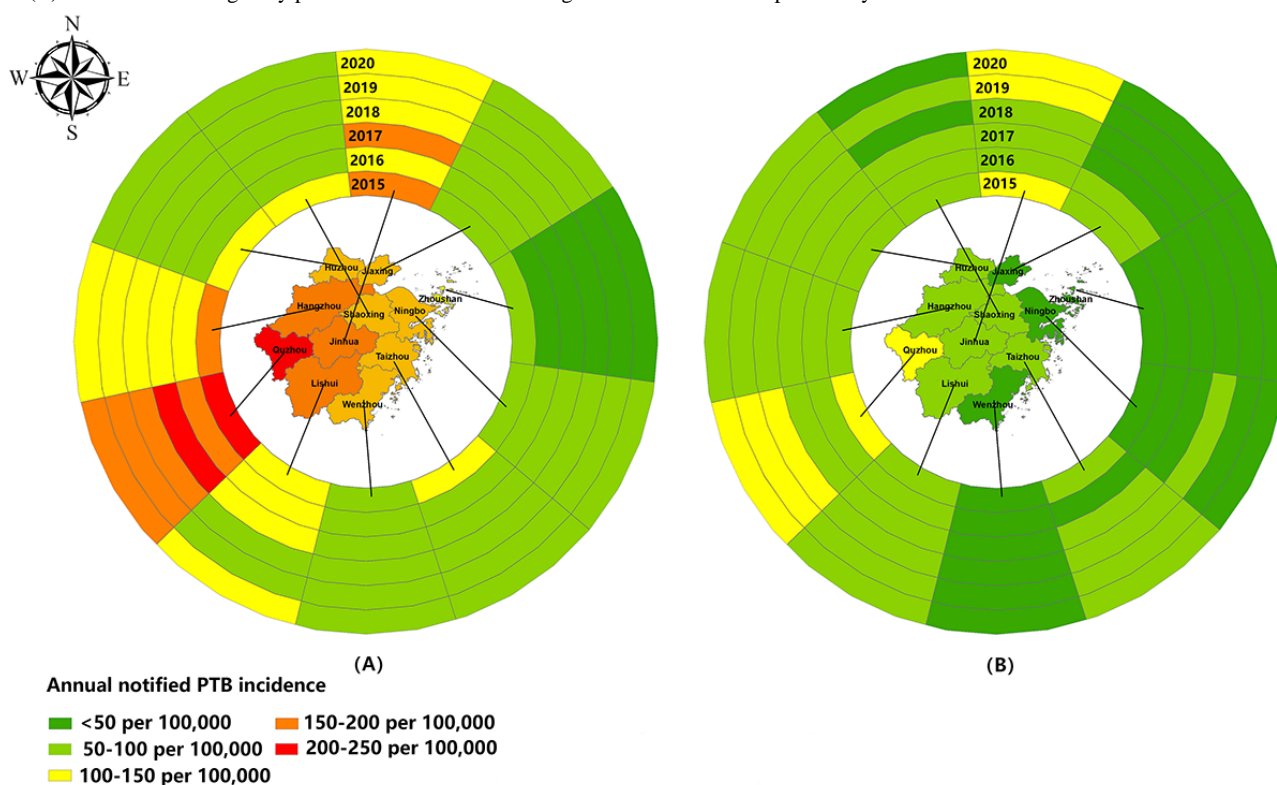 N
W E
S
2020
2019
2018
2017
2016
2015
Huzhou
Jiaxing
Hangzhou
Shaoxing
Zhoushan
Ningbo
Quzhou
Jinhua
Taizhou
Lishui
Wenzhou
(A)
2020
2019
2018
2017
2016
2015
Huzhou
Jiaxing
Hangzhou
Shaoxing
Zhoushan
Ningbo
Quzhou
Jinhua
Taizhou
Lishui
Wenzhou
(B)
Annual notified PTB incidence
<50 per 100,000
50-100 per 100,000
100-150 per 100,000
150-200 per 100,000
200-250 per 100,000